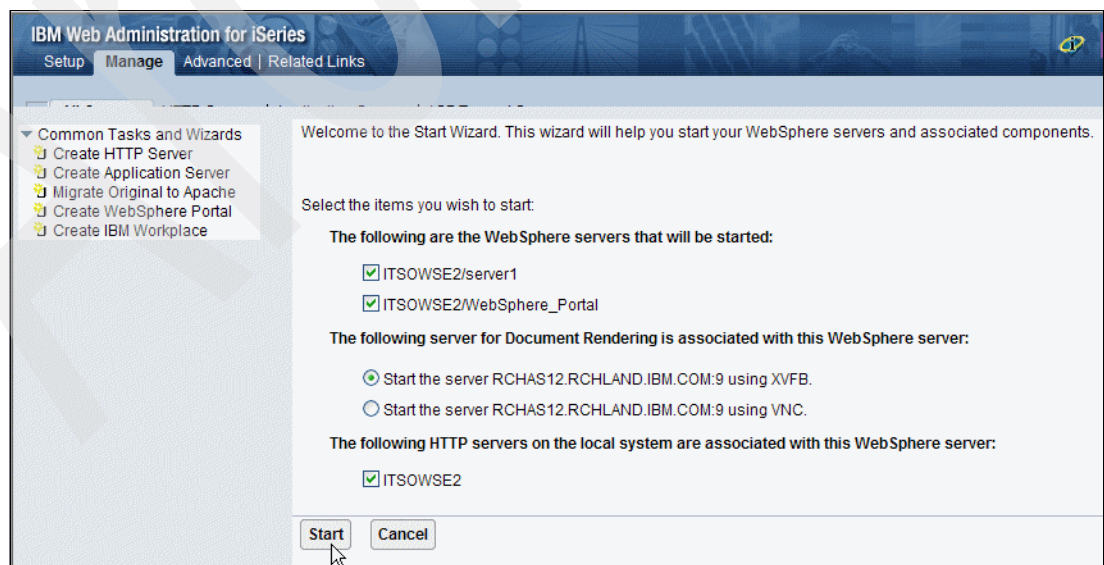 IBM Web Administration for iSeries
Setup Manage Advanced | Related Links
Common Tasks and Wizards
Create HTTP Server
Create Application Server
Migrate Original to Apache
Create WebSphere Portal
Create IBM Workplace
Welcome to the Start Wizard. This wizard will help you start your WebSphere servers and associated components.
Select the items you wish to start:
The following are the WebSphere servers that will be started:
ITSOWSE2/server1
ITSOWSE2/WebSphere_Portal
The following server for Document Rendering is associated with this WebSphere server:
Start the server RCHAS12.RCHLAND.IBM.COM:9 using XVFB.
Start the server RCHAS12.RCHLAND.IBM.COM:9 using VNC.
The following HTTP servers on the local system are associated with this WebSphere server:
ITSOWSE2
Start Cancel